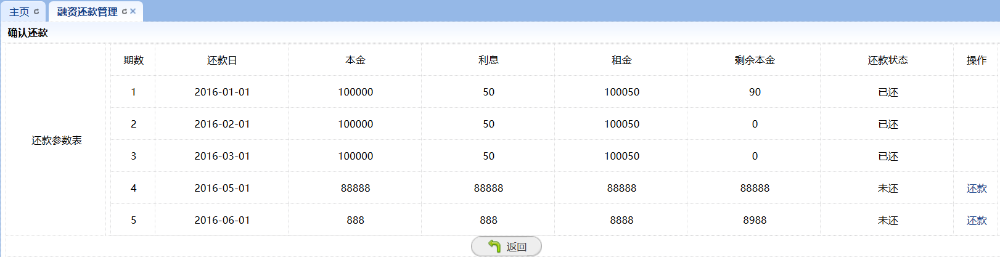 主页 融资还款管理
确认还款
期数 还款日 本金 利息 租金 剩余本金 还款状态 操作
1 2016-01-01 100000 50 100050 90 已还
2 2016-02-01 100000 50 100050 0 已还
还款参数表
3 2016-03-01 100000 50 100050 0 已还
4 2016-05-01 88888 88888 88888 88888 未还 还款
5 2016-06-01 888 888 8888 8988 未还 还款
返回